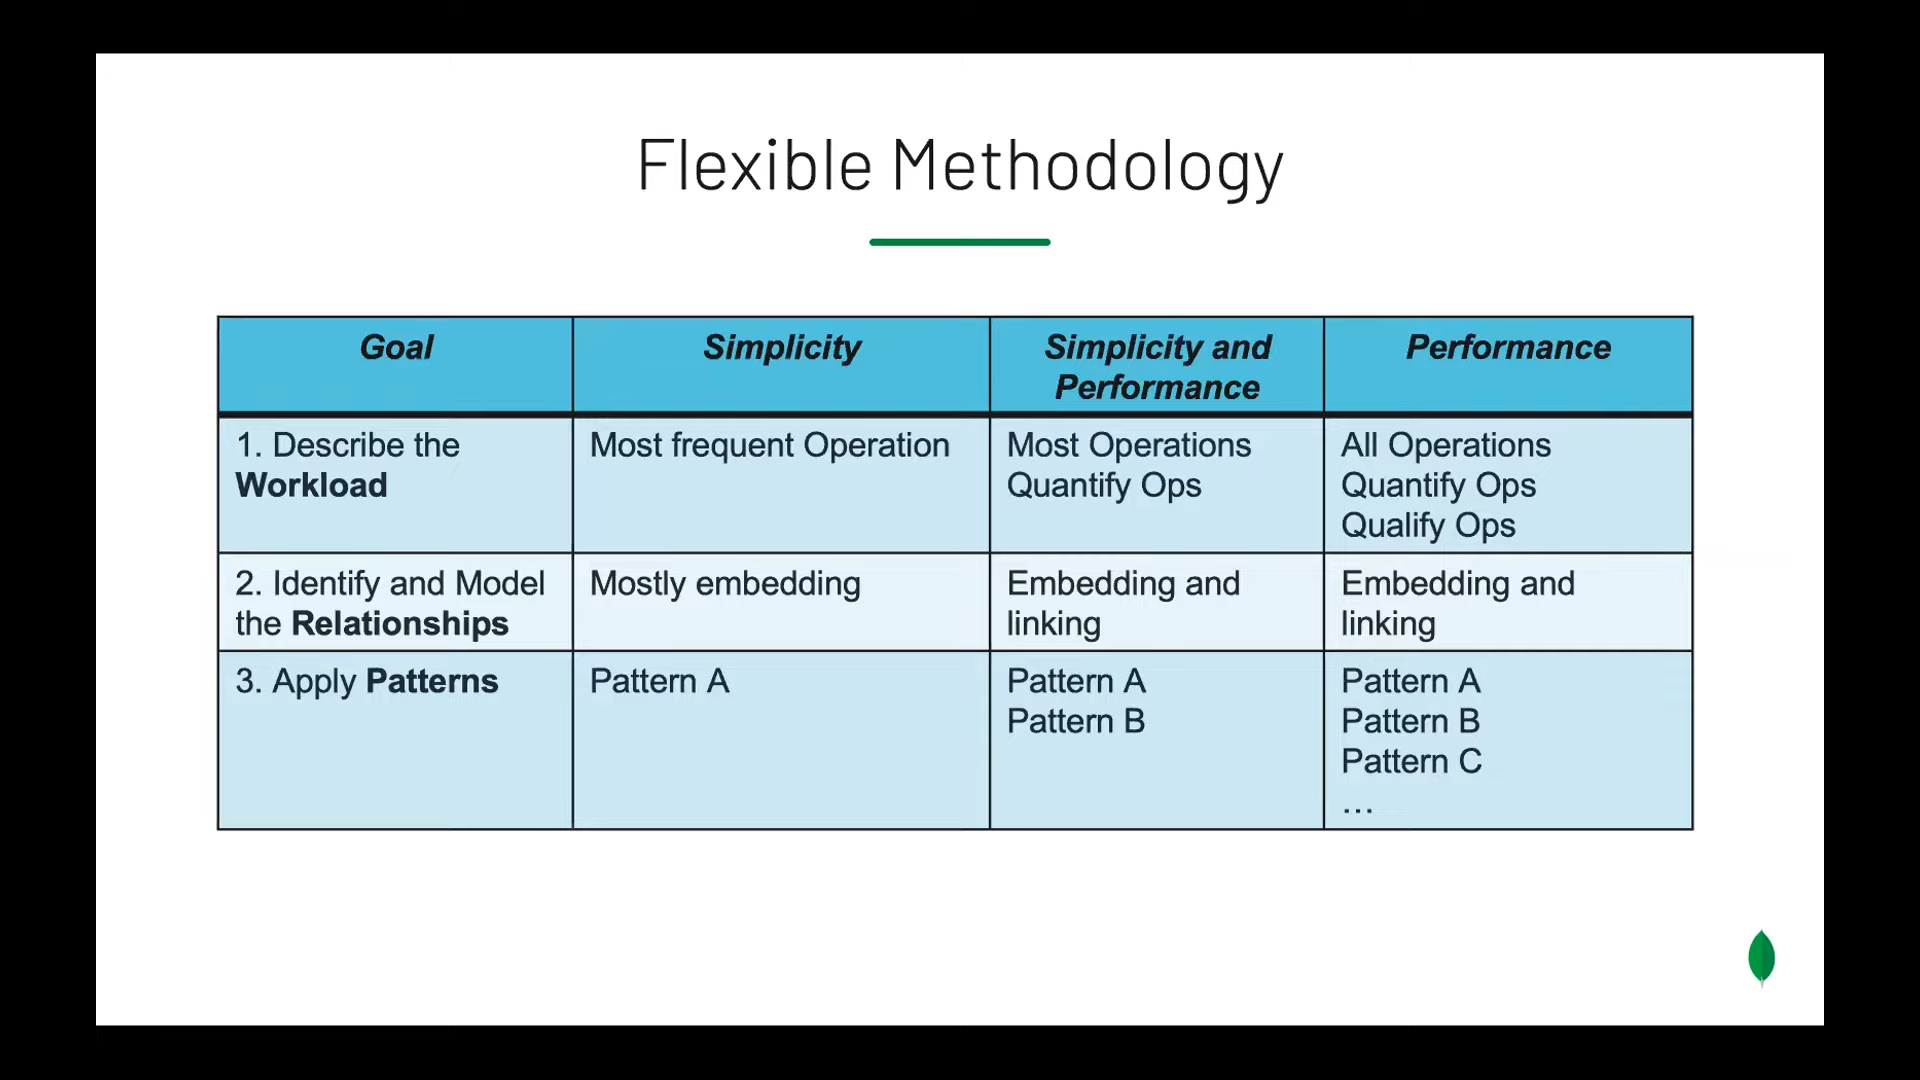 Flexible Methodology
Goal
Simplicity
Simplicity and
Performance
Performance
1. Describe the
Workload
Most frequent Operation
Most Operations
Quantify Ops
All Operations
Quantify Ops
Qualify Ops
2. Identify and Model
the Relationships
Mostly embedding
Embedding and
linking
Embedding and
linking
3. Apply Patterns
Pattern A
Pattern A
Pattern B
Pattern A
Pattern B
Pattern C
...